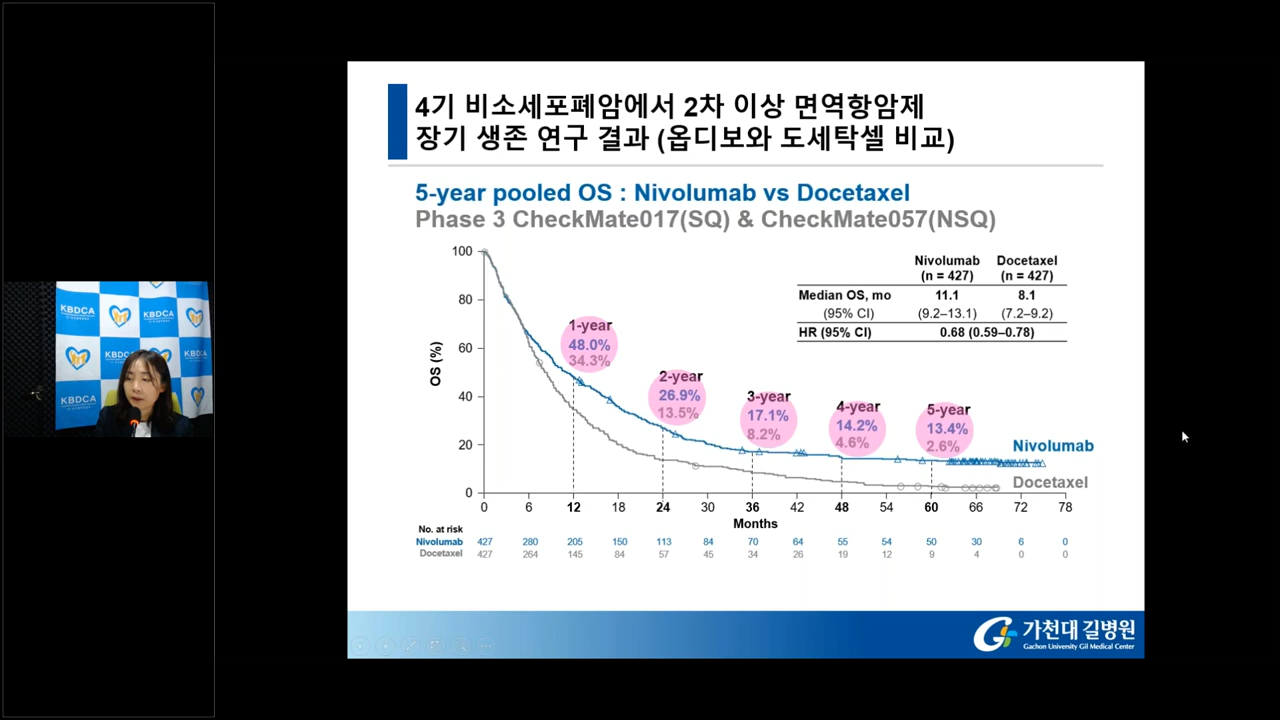 4기 비소세포폐암에서 2차 이상 면역항암제
장기 생존 연구 결과 (옵디보와 도세탁셀 비교)
5-year pooled OS : Nivolumab vs Docetaxel
Phase 3 CheckMate017(SQ) & CheckMate057(NSQ)
Nivolumab Docetaxel
(n = 427) (n = 427)
Median OS, mo 11.1 8.1
(95% CI) (9.2–13.1) (7.2–9.2)
HR (95% CI) 0.68 (0.59–0.78)
OS (%)
100
80
60
40
20
0
1-year
48.0%
34.3%
2-year
26.9%
13.5%
3-year
17.1%
8.2%
4-year
14.2%
4.6%
5-year
13.4%
2.6%
Nivolumab
Docetaxel
0 6 12 18 24 30 36 42 48 54 60 66 72 78
Months
No. at risk
Nivolumab 427 280 205 150 113 84 70 64 55 54 50 30 6 0
Docetaxel 427 264 145 84 57 45 34 26 19 12 9 4 0 0
가천대 길병원
Gachon University Gil Medical Center
KBDCA
KBDCA
KBDCA
KBDCA